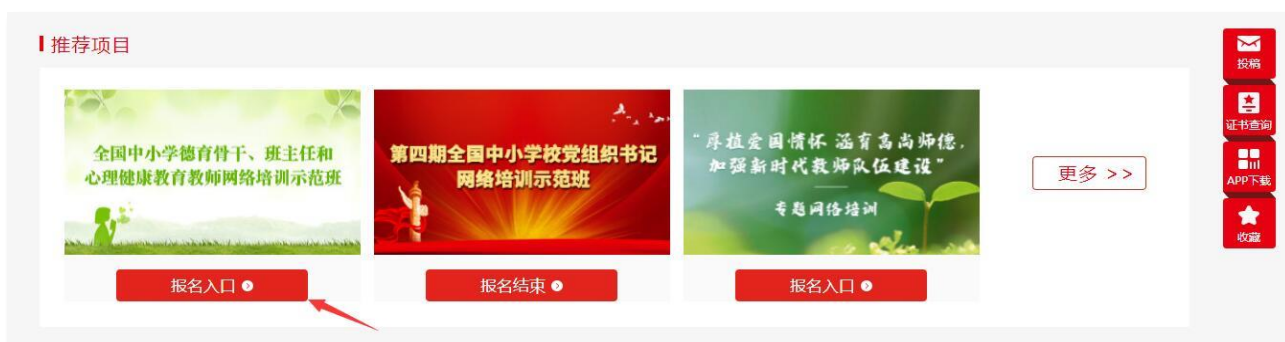 推荐项目
全国中小学德育骨干、班主任和
心理健康教育教师网络培训示范班
报名入口
第四期全国中小学校党组织书记
网络培训示范班
报名结束
“厚植爱国情怀 涵育高尚师德，
加强新时代教师队伍建设”
专题网络培训
报名入口
更多 >>
投稿
证书查询
APP下载
收藏